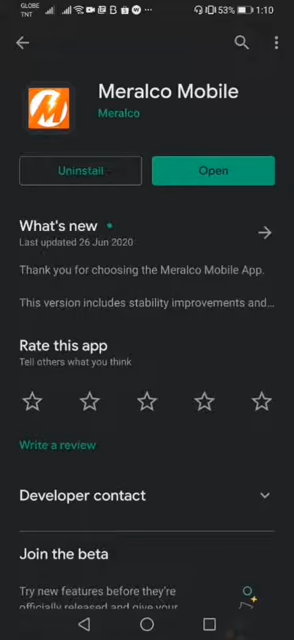 GLOBE
TNT
53% 1:10
Meralco Mobile
Meralco
Uninstall
Open
What's new
Last updated 26 Jun 2020
Thank you for choosing the Meralco Mobile App.
This version includes stability improvements and...
Rate this app
Tell others what you think
Write a review
Developer contact
Join the beta
Try new features before they're
officially released and give your